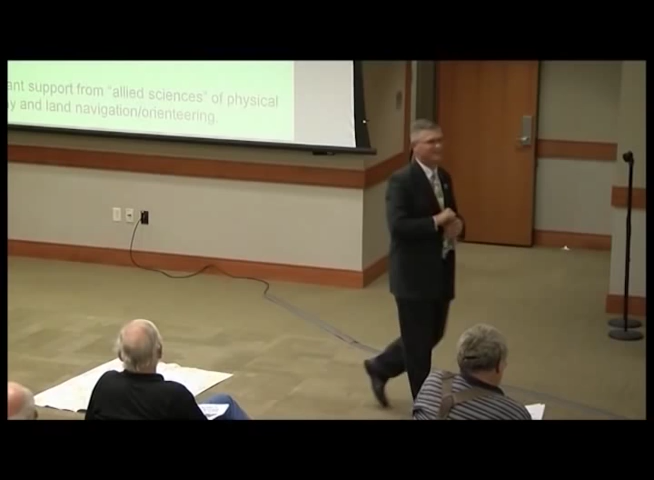 ant support from "allied sciences" of physical
y and land navigation/orienteering.